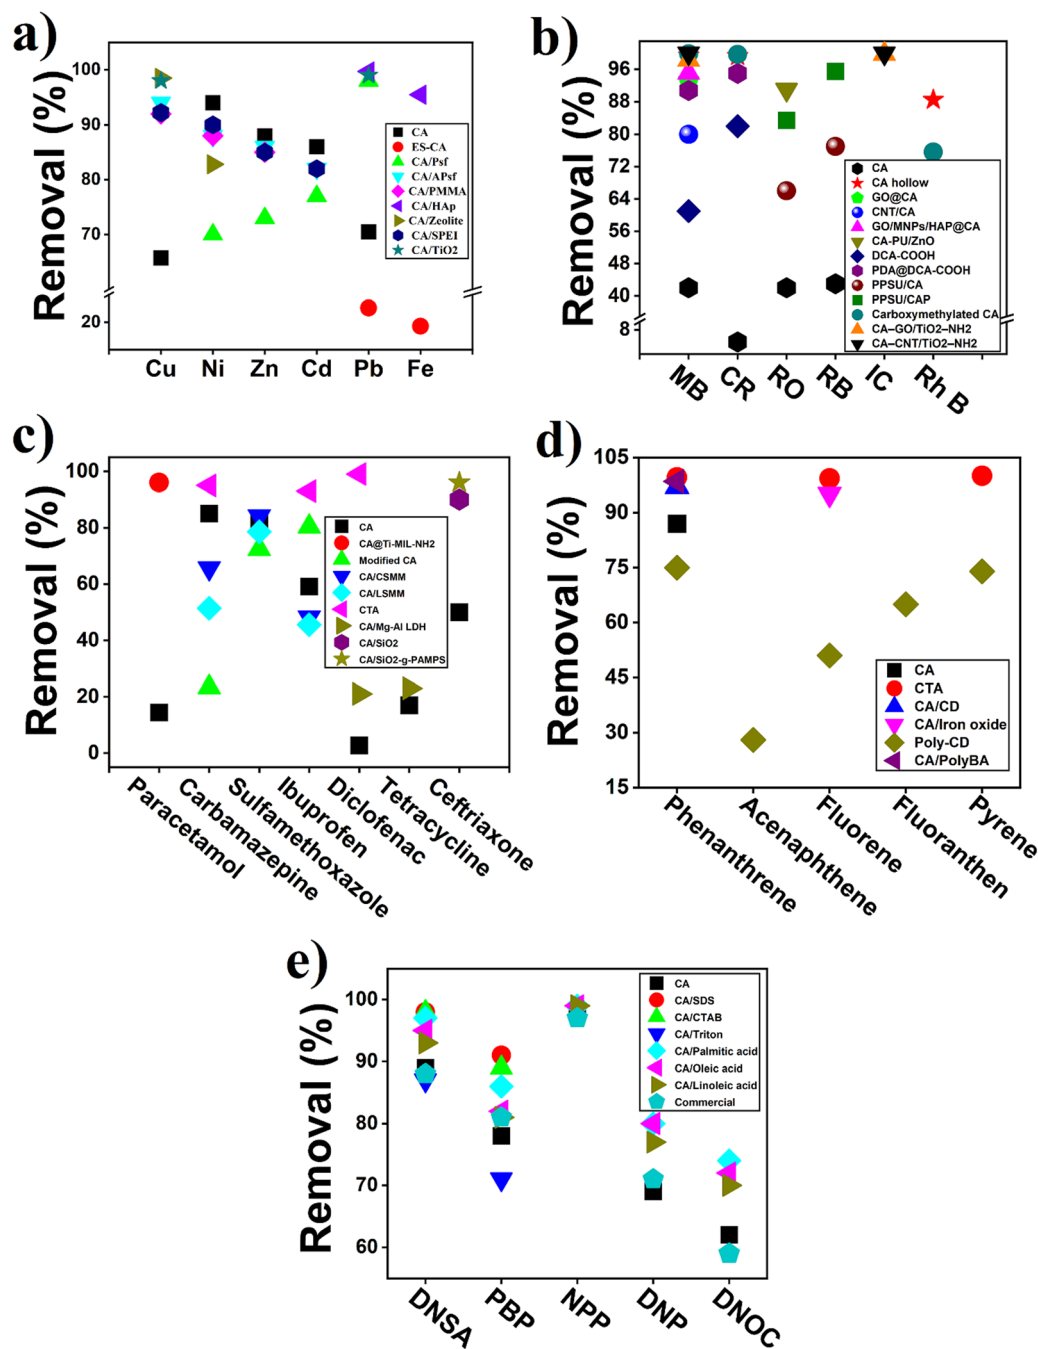 a)
Removal (%)
100
90
80
70
20
Cu Ni Zn Cd Pb Fe
CA
ES-CA
CA/Psf
CA/APsf
CA/PMMA
CA/HAp
CA/Zeolite
CA/SPEI
CA/TiO2
b)
Removal (%)
96
88
80
72
64
56
48
40
8
MB CR RO RB IC Rh B
CA
CA hollow
GO@CA
CNT/CA
GO/MNPs/HAP@CA
CA-PU/ZnO
DCA-COOH
PDA@DCA-COOH
PPSU/CA
PPSU/CAP
Carboxymethylated CA
CA–GO/TiO2–NH2
CA–CNT/TiO2–NH2
c)
Removal (%)
100
80
60
40
20
0
Paracetamol
Carbamazepine
Sulfamethoxazole
Ibuprofen
Diclofenac
Tetracycline
Ceftriaxone
CA
CA@Ti-MIL-NH2
Modified CA
CA/CSMM
CA/LSMM
CTA
CA/Mg-Al LDH
CA/SiO2
CA/SiO2-g-PAMPS
d)
Removal (%)
105
90
75
60
45
30
15
Phenanthrene
Acenaphthene
Fluorene
Fluoranthen
Pyrene
CA
CTA
CA/CD
CA/Iron oxide
Poly-CD
CA/PolyBA
e)
Removal (%)
100
90
80
70
60
DNSA PBP NPP DNP DNOC
CA
CA/SDS
CA/CTAB
CA/Triton
CA/Palmitic acid
CA/Oleic acid
CA/Linoleic acid
Commercial